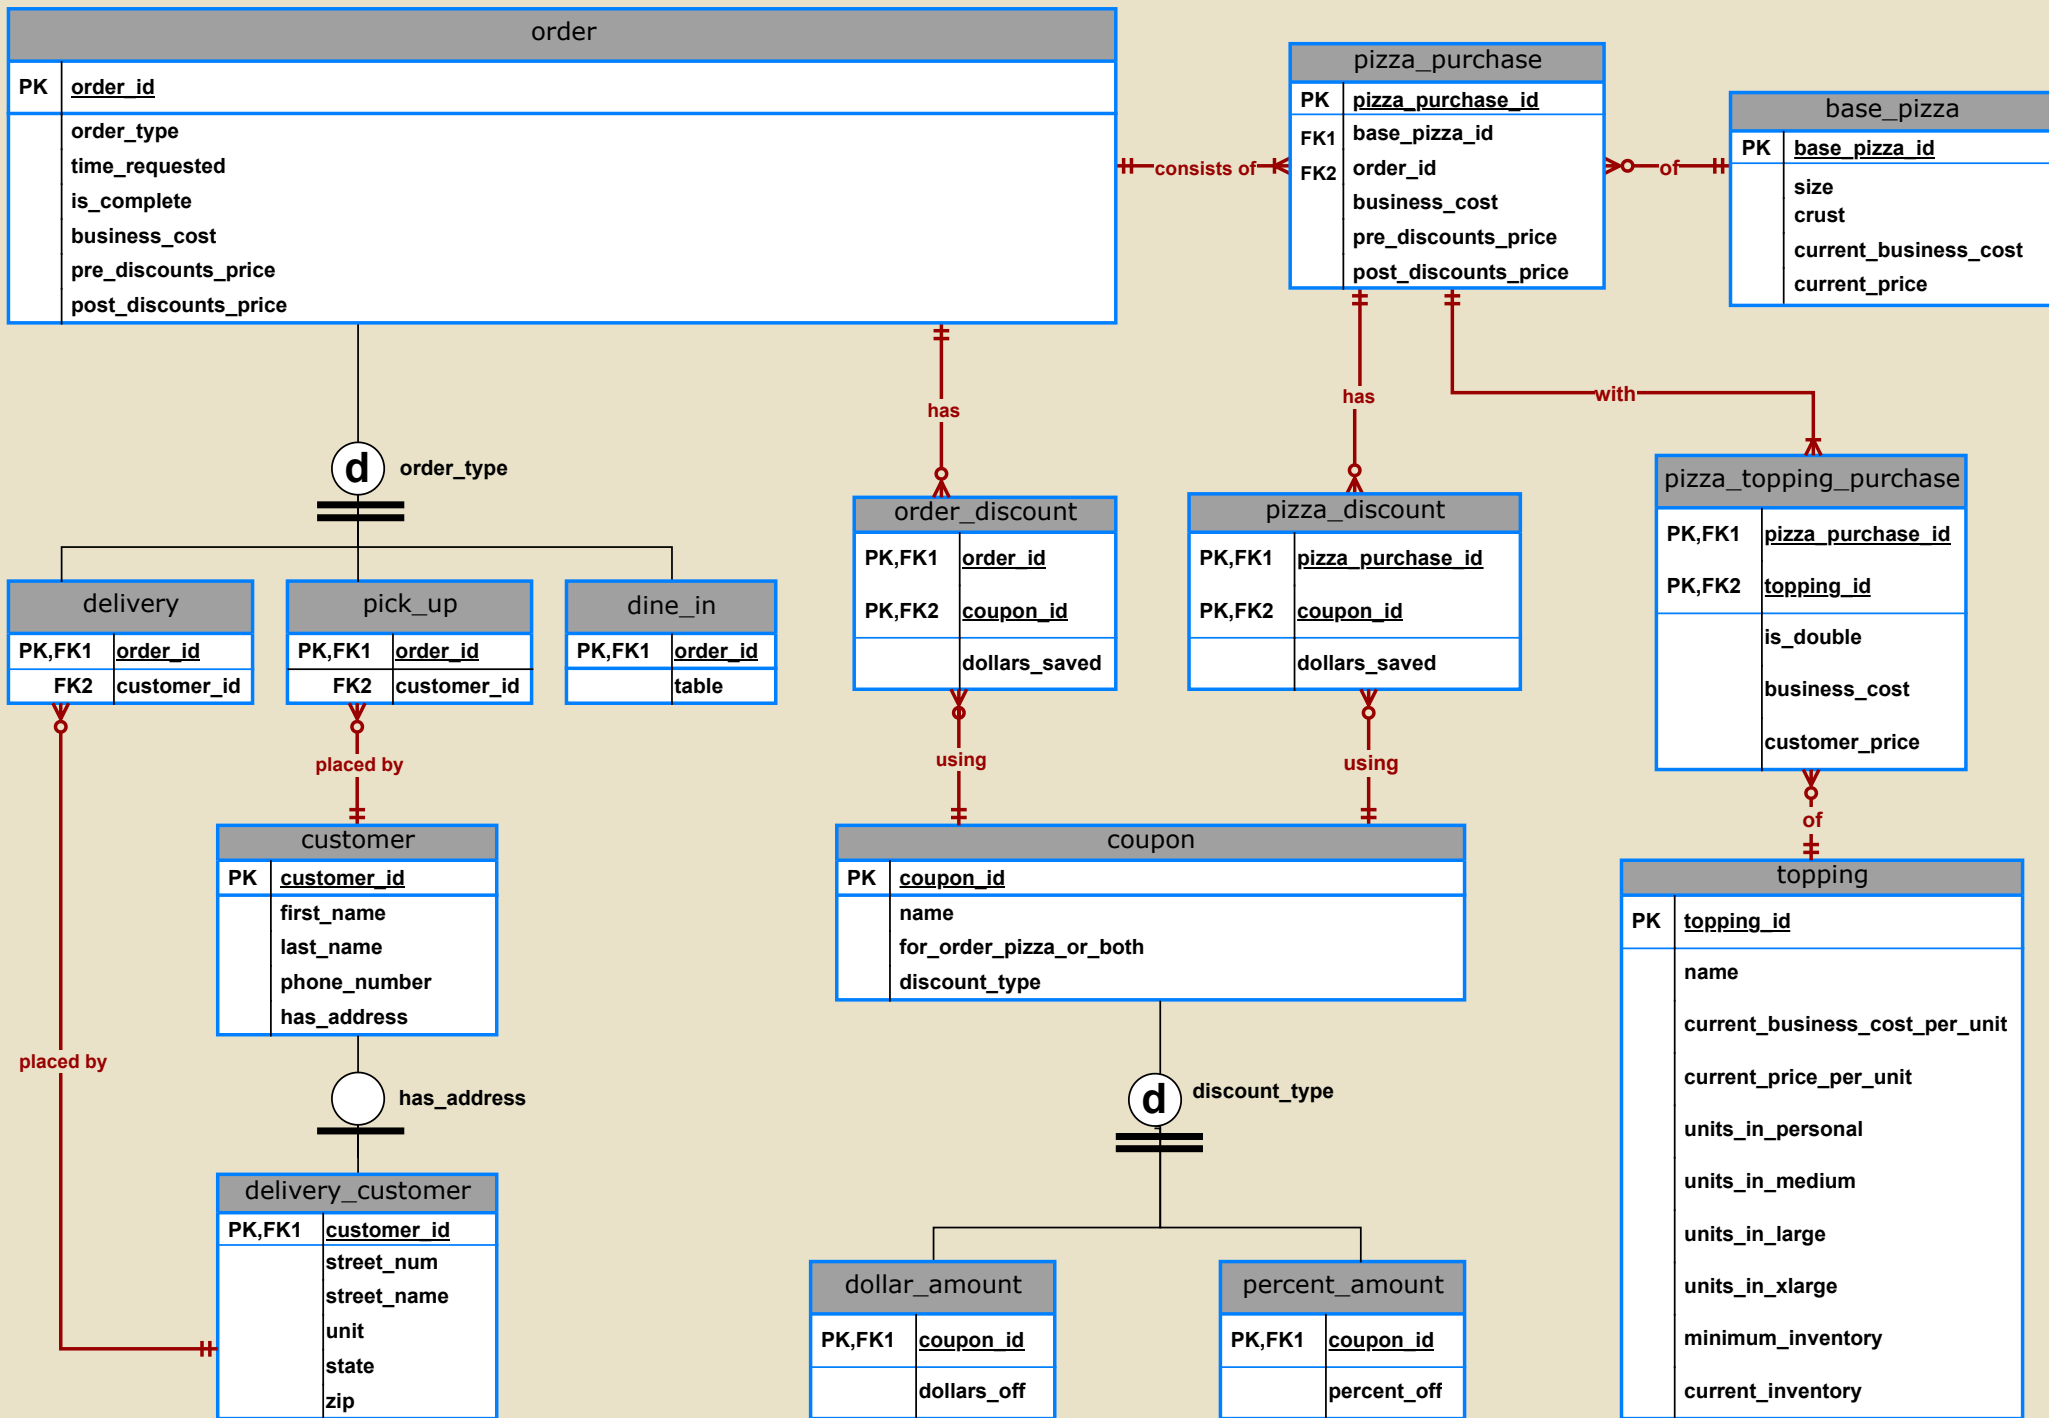 order
PK order_id
order_type
time_requested
is_complete
business_cost
pre_discounts_price
post_discounts_price
consists of
pizza_purchase
PK pizza_purchase_id
FK1 base_pizza_id
FK2 order_id
business_cost
pre_discounts_price
post_discounts_price
of
base_pizza
PK base_pizza_id
size
crust
current_business_cost
current_price
has
has
with
d order_type
delivery
PK,FK1 order_id
FK2 customer_id
pick_up
PK,FK1 order_id
FK2 customer_id
dine_in
PK,FK1 order_id
table
order_discount
PK,FK1 order_id
PK,FK2 coupon_id
dollars_saved
pizza_discount
PK,FK1 pizza_purchase_id
PK,FK2 coupon_id
dollars_saved
pizza_topping_purchase
PK,FK1 pizza_purchase_id
PK,FK2 topping_id
is_double
business_cost
customer_price
placed by
using
using
of
customer
PK customer_id
first_name
last_name
phone_number
has_address
placed by
has_address
delivery_customer
PK,FK1 customer_id
street_num
street_name
unit
state
zip
coupon
PK coupon_id
name
for_order_pizza_or_both
discount_type
d discount_type
dollar_amount
PK,FK1 coupon_id
dollars_off
percent_amount
PK,FK1 coupon_id
percent_off
topping
PK topping_id
name
current_business_cost_per_unit
current_price_per_unit
units_in_personal
units_in_medium
units_in_large
units_in_xlarge
minimum_inventory
current_inventory